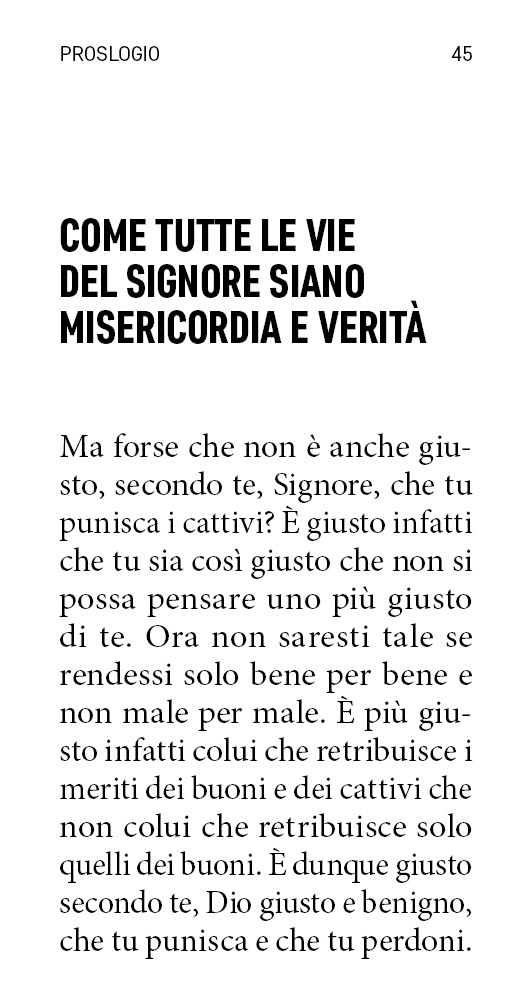 PROSLOGIO 45
COME TUTTE LE VIE
DEL SIGNORE SIANO
MISERICORDIA E VERITÀ
Ma forse che non è anche giu-
sto, secondo te, Signore, che tu
punisca i cattivi? È giusto infatti
che tu sia così giusto che non si
possa pensare uno più giusto
di te. Ora non saresti tale se
rendessi solo bene per bene e
non male per male. È più giu-
sto infatti colui che retribuisce i
meriti dei buoni e dei cattivi che
non colui che retribuisce solo
quelli dei buoni. È dunque giusto
secondo te, Dio giusto e benigno,
che tu punisca e che tu perdoni.